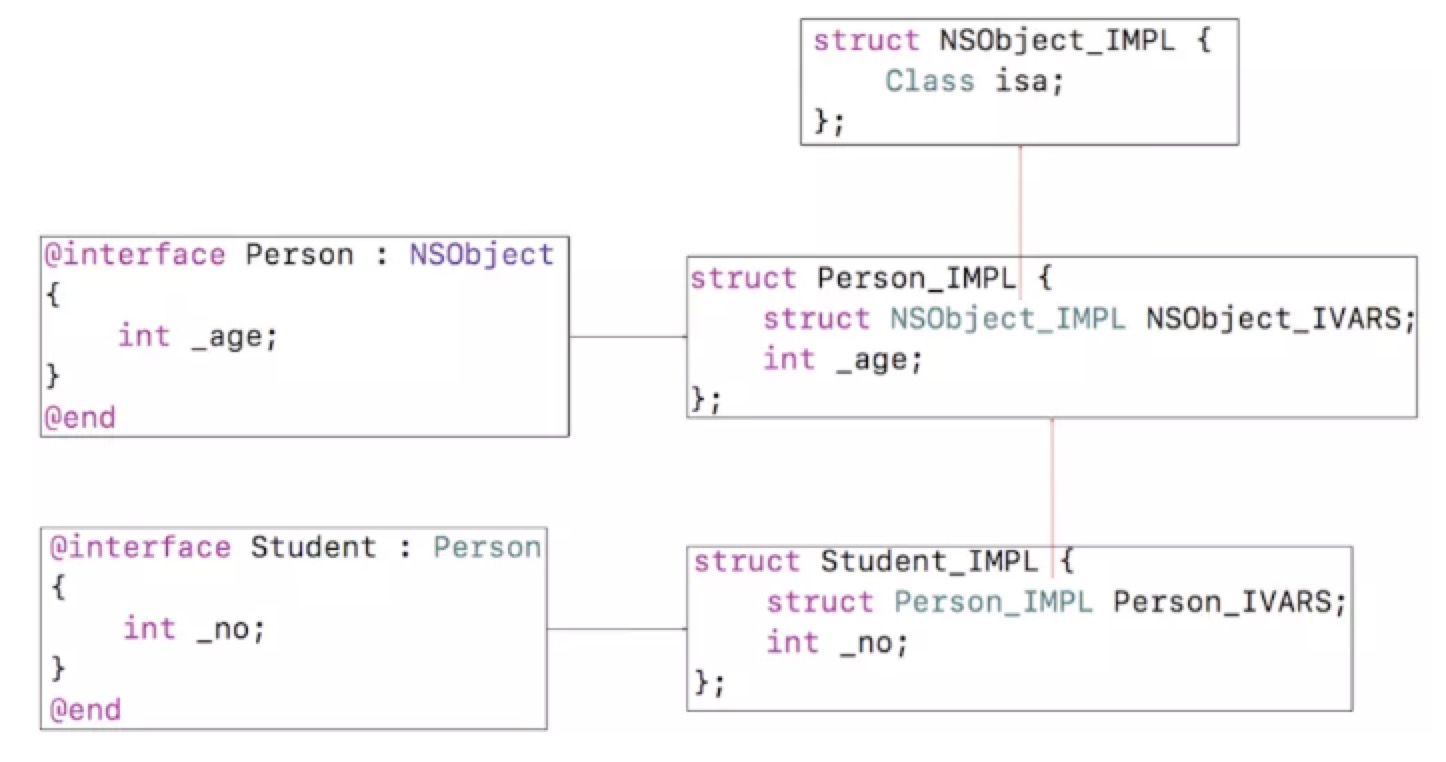 struct NSObject_IMPL {
    Class isa;
};
@interface Person : NSObject
{
    int _age;
}
@end
struct Person_IMPL {
    struct NSObject_IMPL NSObject_IVARS;
    int _age;
};
@interface Student : Person
{
    int _no;
}
@end
struct Student_IMPL {
    struct Person_IMPL Person_IVARS;
    int _no;
};